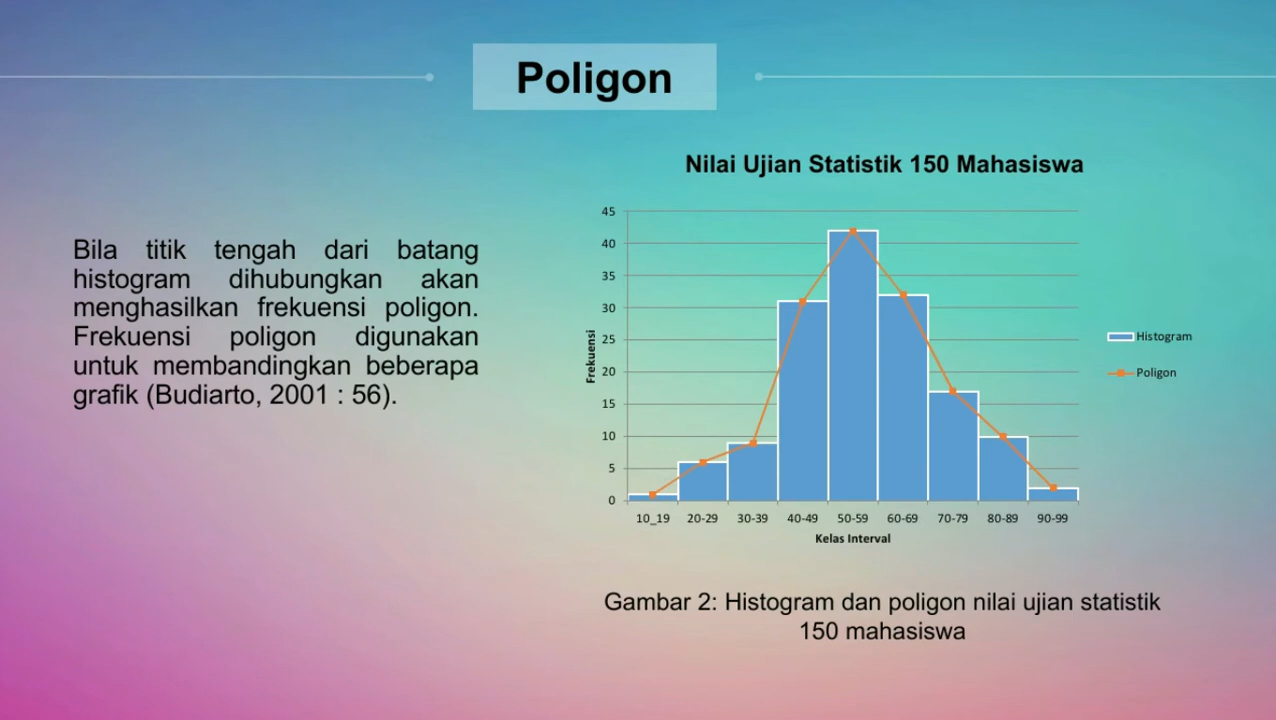 Poligon
Bila titik tengah dari batang
histogram dihubungkan akan
menghasilkan frekuensi poligon.
Frekuensi poligon digunakan
untuk membandingkan beberapa
grafik (Budiarto, 2001 : 56).
Nilai Ujian Statistik 150 Mahasiswa
45
40
35
30
25
20
15
10
5
0
Frekuensi
10_19 20-29 30-39 40-49 50-59 60-69 70-79 80-89 90-99
Kelas Interval
Histogram
Poligon
Gambar 2: Histogram dan poligon nilai ujian statistik
150 mahasiswa